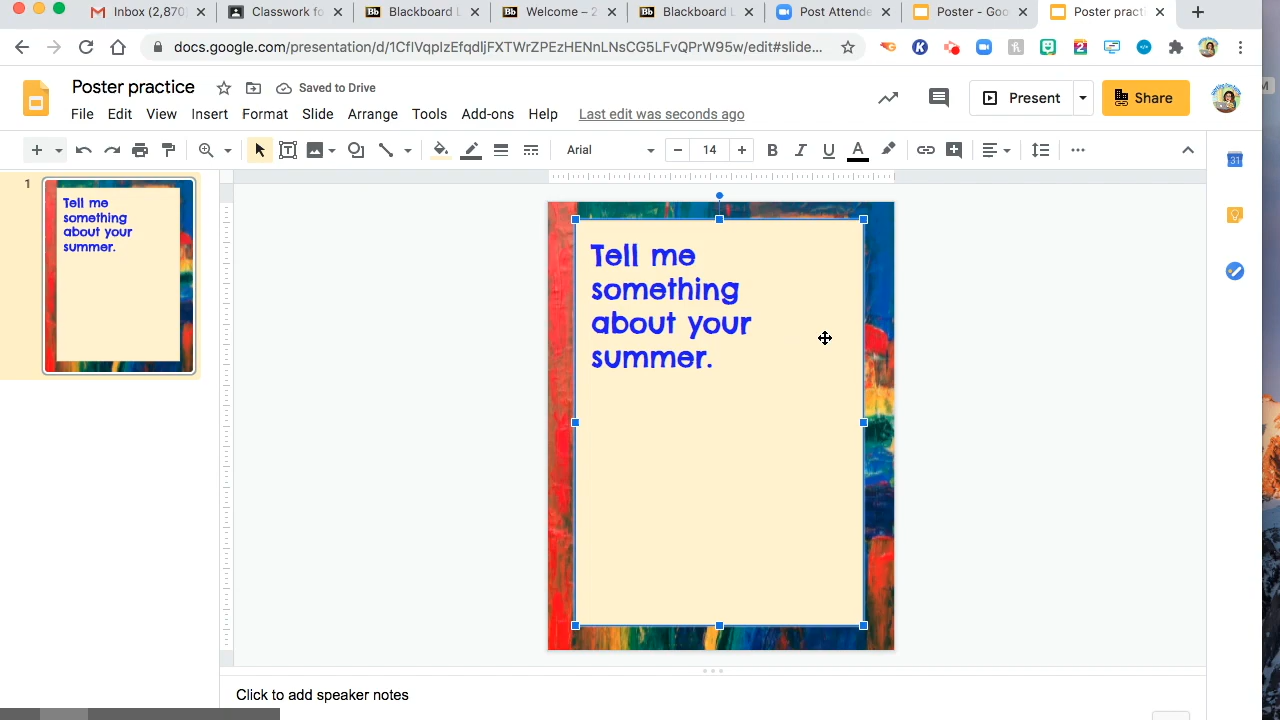 Inbox (2,870)
Classwork fo
Blackboard L
Welcome – 2
Blackboard L
Post Attende
Poster - Goo
Poster practi
docs.google.com/presentation/d/1CflVqpIzEfqdljFXTWrZPEzHENnLNsCG5LFvQPrW95w/edit#slide...
Poster practice
Saved to Drive
File Edit View Insert Format Slide Arrange Tools Add-ons Help Last edit was seconds ago
Present
Share
Arial
14
1
Tell me
something
about your
summer.
Tell me
something
about your
summer.
Click to add speaker notes